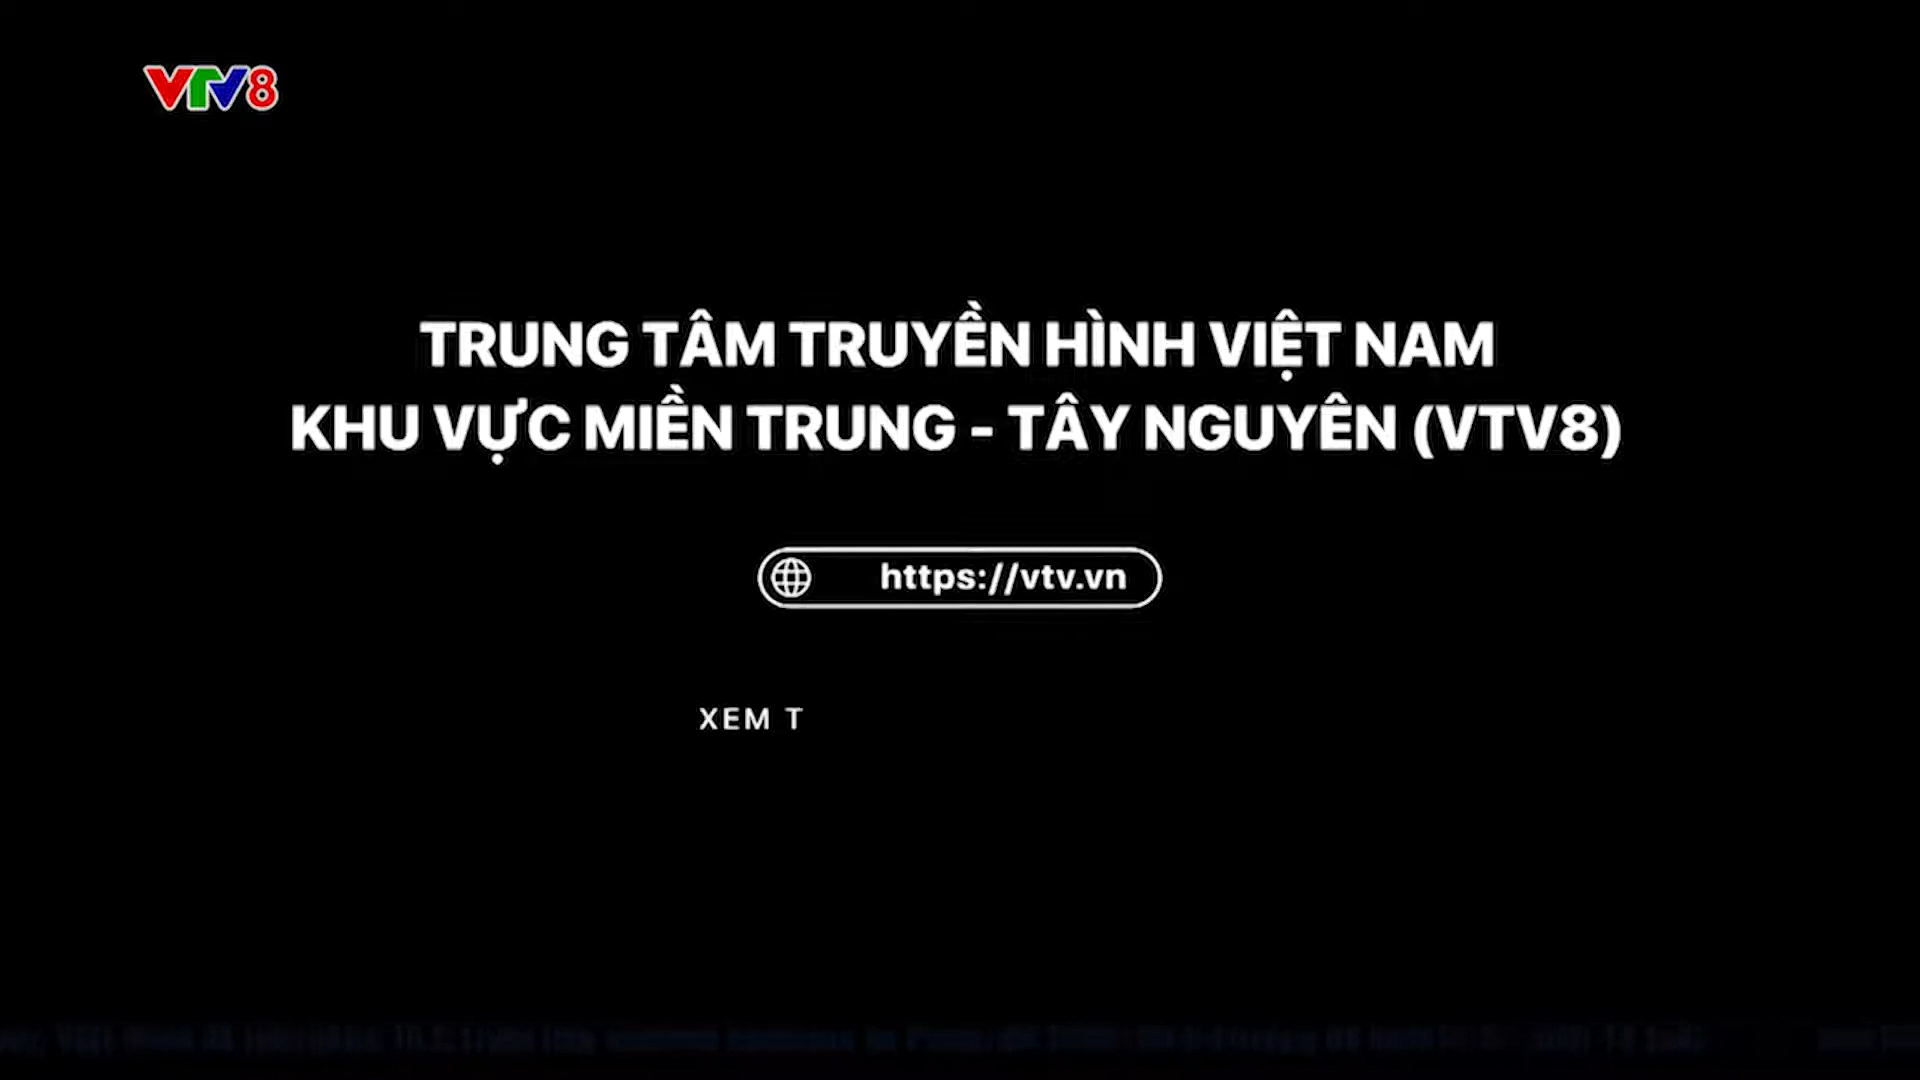 VTV8
TRUNG TÂM TRUYỀN HÌNH VIỆT NAM
KHU VỰC MIỀN TRUNG - TÂY NGUYÊN (VTV8)
https://vtv.vn
XEM T